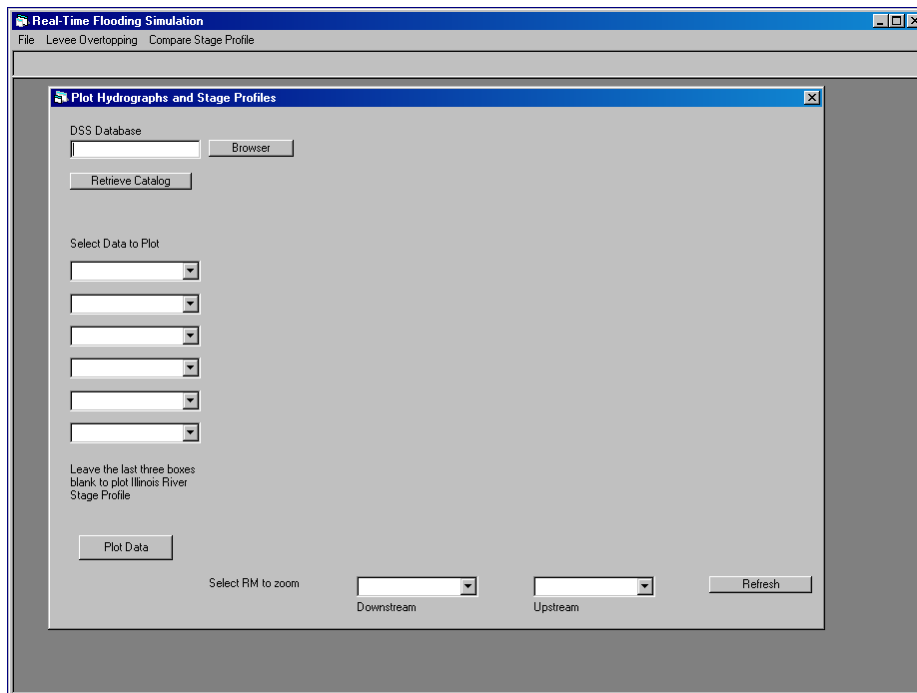 Real-Time Flooding Simulation
File Levee Overtopping Compare Stage Profile
Plot Hydrographs and Stage Profiles
DSS Database
Browser
Retrieve Catalog
Select Data to Plot
Leave the last three boxes
blank to plot Illinois River
Stage Profile
Plot Data
Select RM to zoom
Refresh
Downstream
Upstream